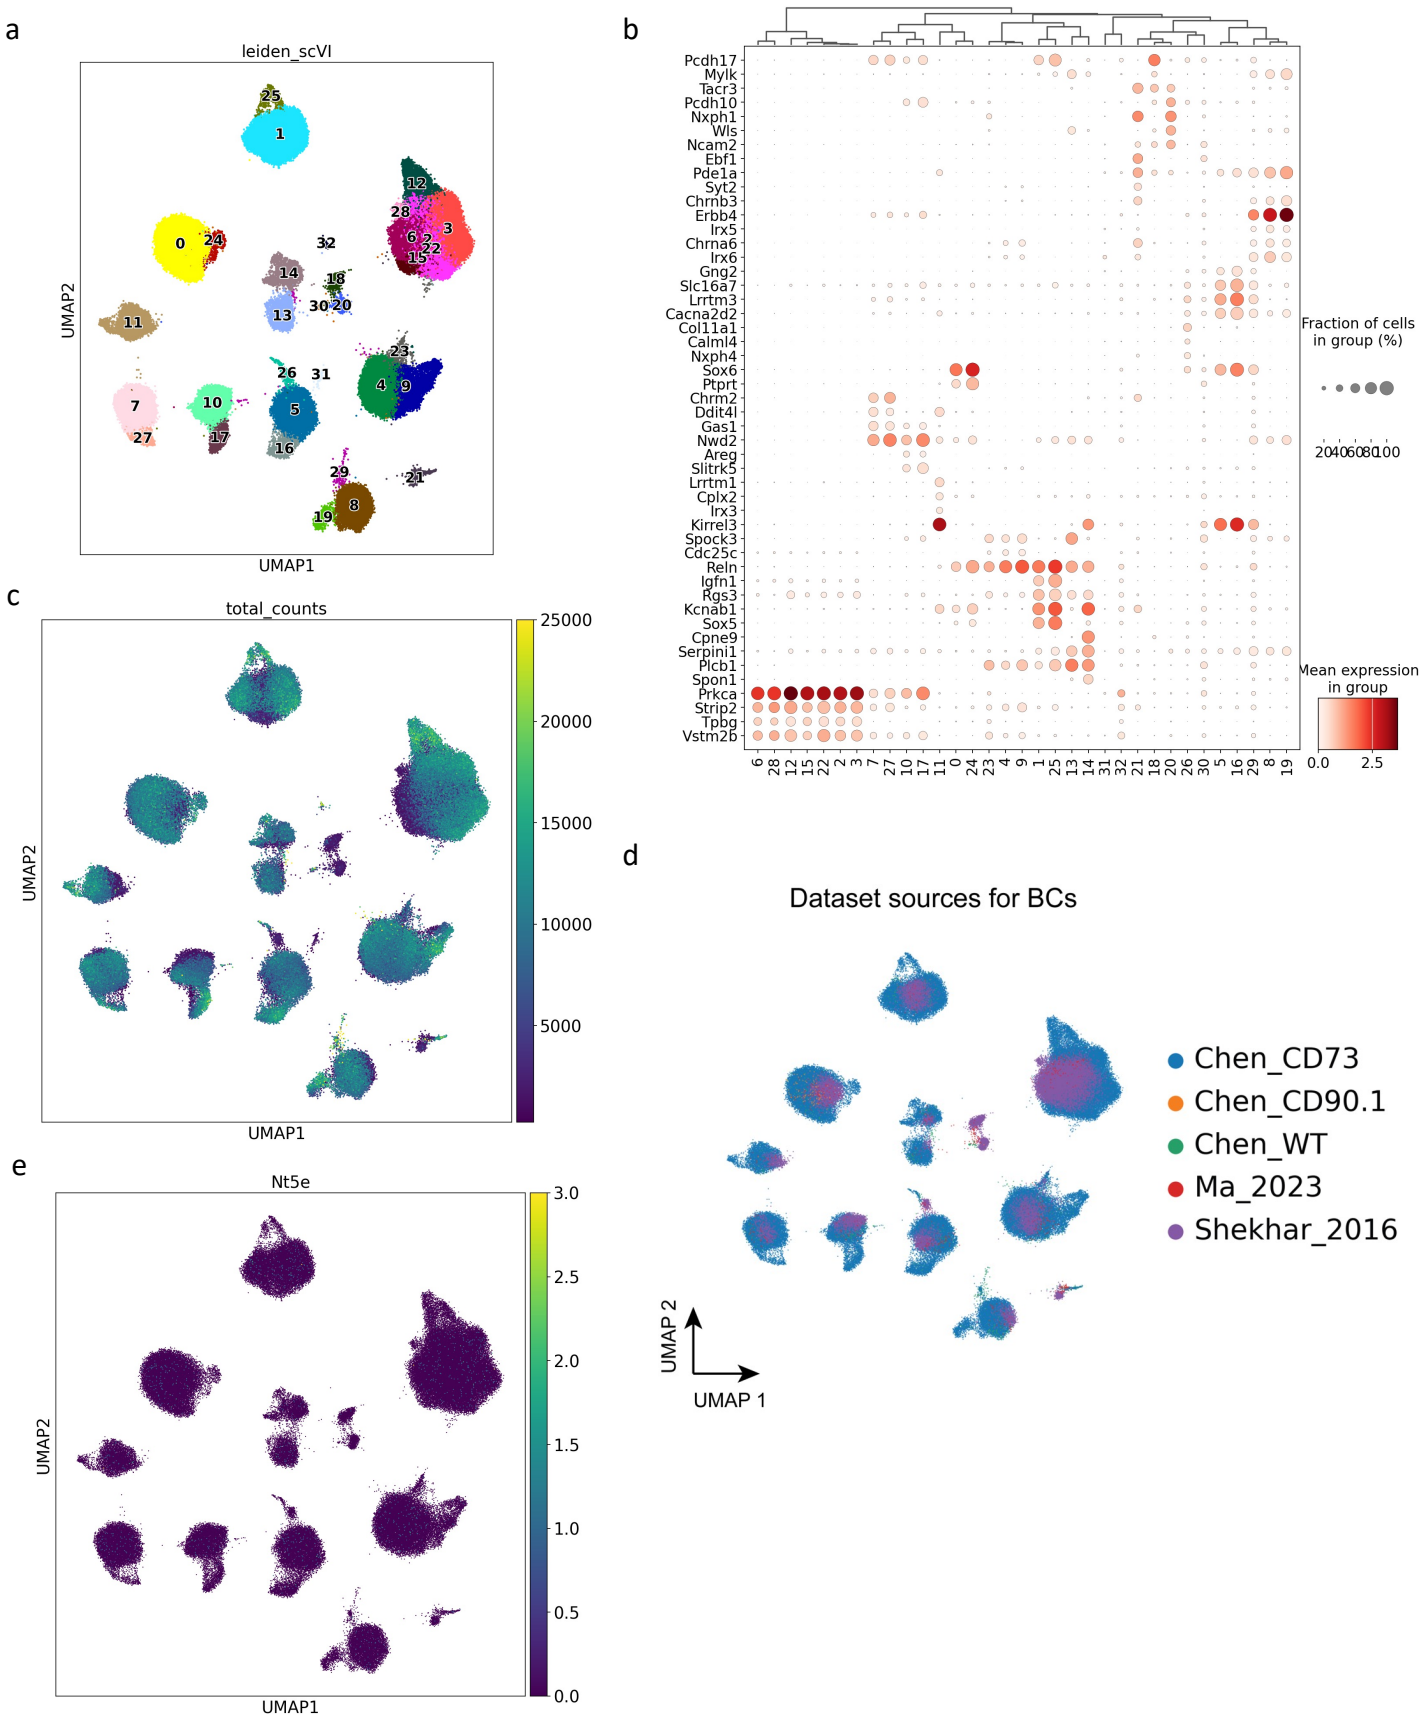 a
leiden_scVI
25
1
12
28
3
6
2
22
15
0
24
32
14
18
13
30
20
11
23
26
31
4
9
7
10
5
27
17
16
29
21
8
19
UMAP2
UMAP1
b
Pcdh17
Mylk
Tacr3
Pcdh10
Nxph1
Wls
Ncam2
Ebf1
Pde1a
Syt2
Chrnb3
Erbb4
Irx5
Chrna6
Irx6
Gng2
Slc16a7
Lrrtm3
Cacna2d2
Col11a1
Calml4
Nxph4
Sox6
Ptprt
Chrm2
Ddit4l
Gas1
Nwd2
Areg
Slitrk5
Lrrtm1
Cplx2
Irx3
Kirrel3
Spock3
Cdc25c
Reln
Igfn1
Rgs3
Kcnab1
Sox5
Cpne9
Serpini1
Plcb1
Spon1
Prkca
Strip2
Tpbg
Vstm2b
6 28 12 15 22 2 3 7 27 10 17 11 0 24 23 4 9 1 25 13 14 31 32 21 18 20 26 30 5 16 29 8 19
Fraction of cells
in group (%)
20 40 60 80 100
Mean expression
in group
0.0 2.5
c
total_counts
25000
20000
15000
10000
5000
UMAP2
UMAP1
d
Dataset sources for BCs
Chen_CD73
Chen_CD90.1
Chen_WT
Ma_2023
Shekhar_2016
UMAP 2
UMAP 1
e
Nt5e
3.0
2.5
2.0
1.5
1.0
0.5
0.0
UMAP2
UMAP1